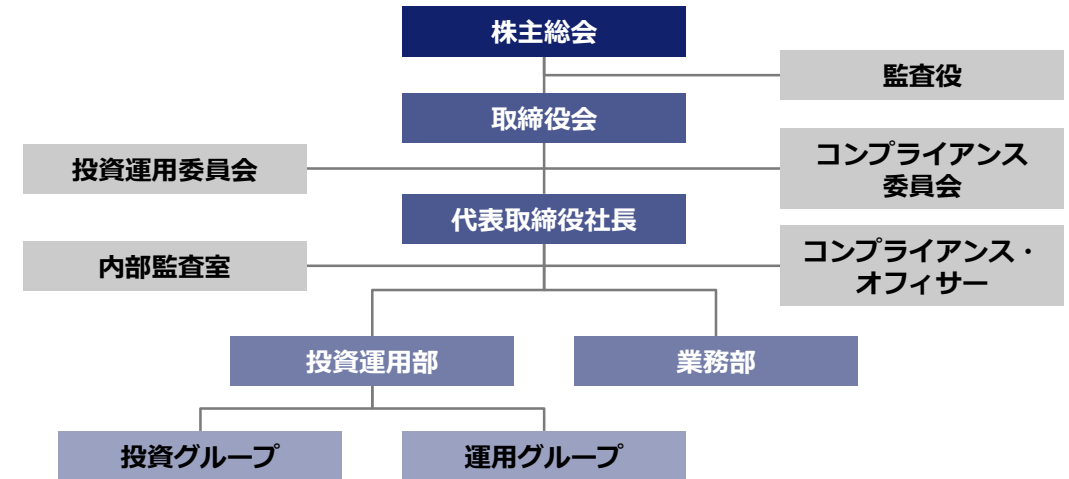 株主総会
監査役
取締役会
投資運用委員会
コンプライアンス
委員会
代表取締役社長
内部監査室
コンプライアンス・
オフィサー
投資運用部
業務部
投資グループ
運用グループ